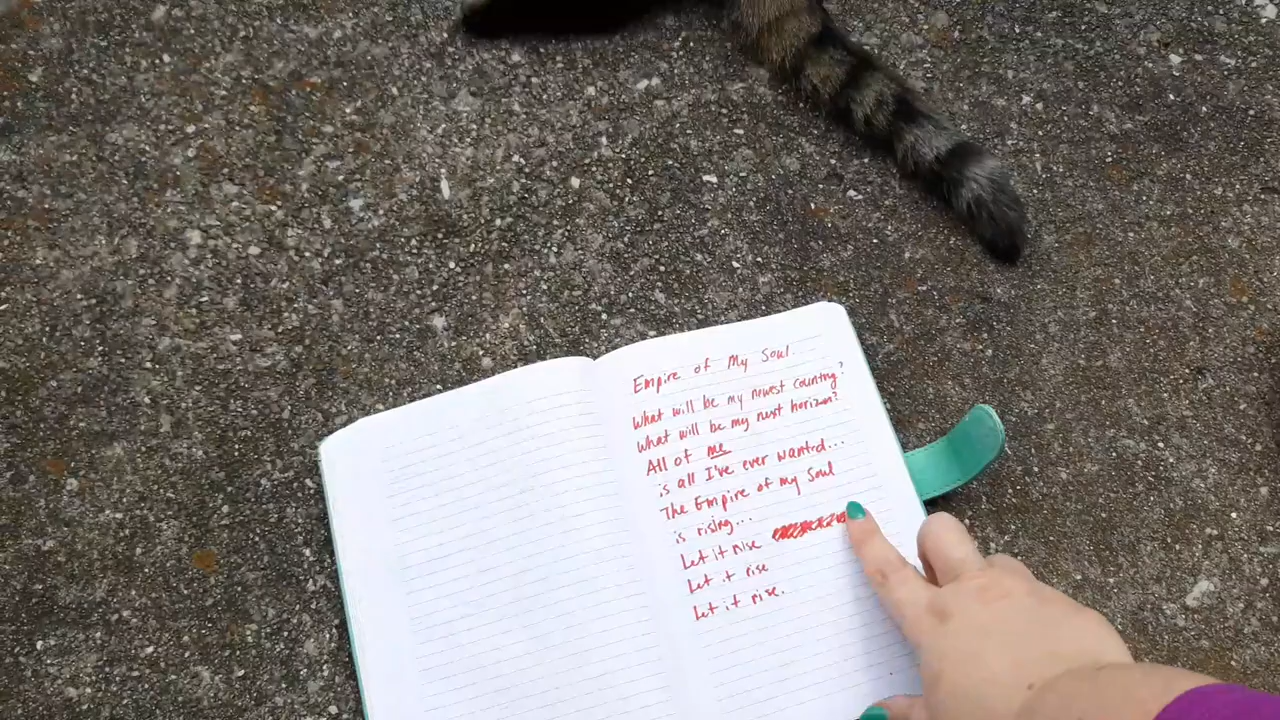 Empire of My Soul.
What will be my newest country?
What will be my next horizon?
All of me
is all I've ever wanted...
The Empire of my Soul
is rising...
Let it rise
Let it rise
Let it rise.